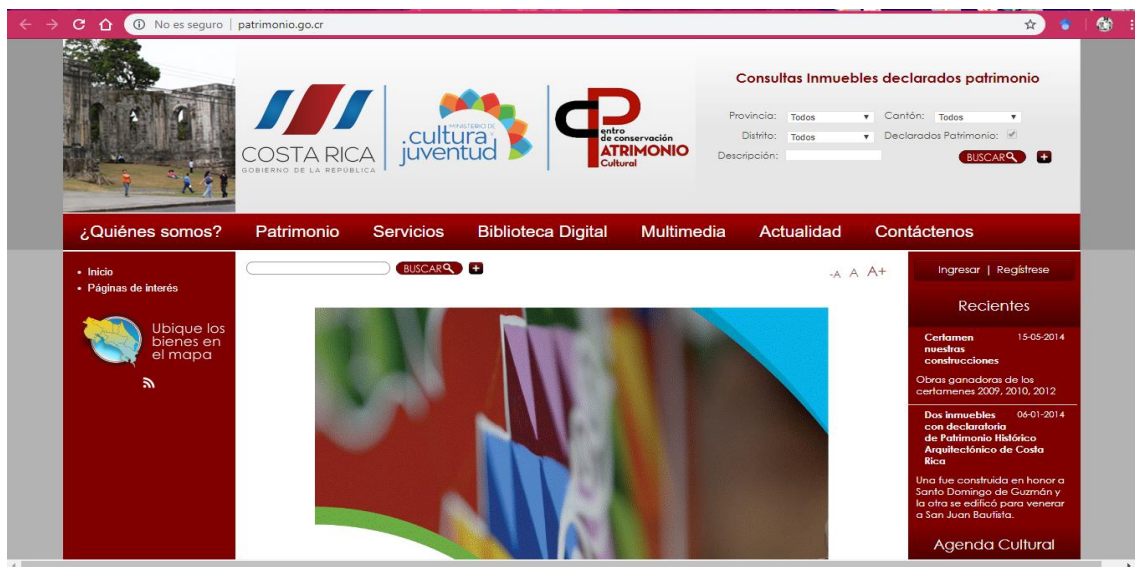 No es seguro | patrimonio.go.cr
COSTA RICA
GOBIERNO DE LA REPÚBLICA
MINISTERIO DE
.cultura y
juventud
Centro
de conservación
PATRIMONIO
Cultural
Consultas Inmuebles declarados patrimonio
Provincia: Todos Cantón: Todos
Distrito: Todos Declarados Patrimonio:
Descripción:
BUSCAR
¿Quiénes somos? Patrimonio Servicios Biblioteca Digital Multimedia Actualidad Contáctenos
• Inicio
• Páginas de interés
Ubique los
bienes en
el mapa
BUSCAR
-A A A+
Ingresar | Regístrese
Recientes
Certamen 15-05-2014
nuestras
construcciones
Obras ganadoras de los
certamenes 2009, 2010, 2012
Dos inmuebles 06-01-2014
con declaratoria
de Patrimonio Histórico
Arquitectónico de Costa
Rica
Una fue construida en honor a
Santo Domingo de Guzmán y
la otra se edificó para venerar
a San Juan Bautista.
Agenda Cultural